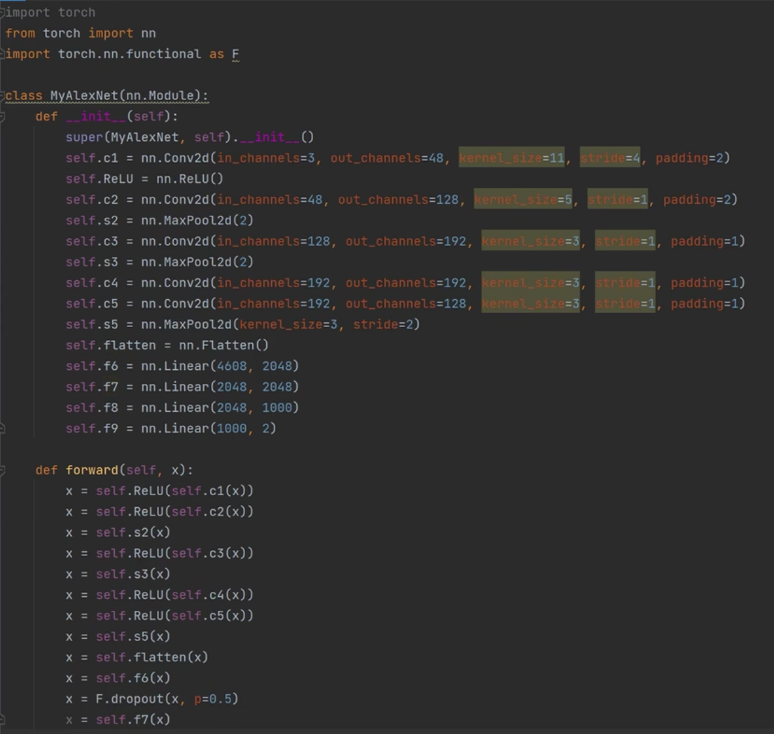 import torch
from torch import nn
import torch.nn.functional as F
class MyAlexNet(nn.Module):
    def __init__(self):
        super(MyAlexNet, self).__init__()
        self.c1 = nn.Conv2d(in_channels=3, out_channels=48, kernel_size=11, stride=4, padding=2)
        self.ReLU = nn.ReLU()
        self.c2 = nn.Conv2d(in_channels=48, out_channels=128, kernel_size=5, stride=1, padding=2)
        self.s2 = nn.MaxPool2d(2)
        self.c3 = nn.Conv2d(in_channels=128, out_channels=192, kernel_size=3, stride=1, padding=1)
        self.s3 = nn.MaxPool2d(2)
        self.c4 = nn.Conv2d(in_channels=192, out_channels=192, kernel_size=3, stride=1, padding=1)
        self.c5 = nn.Conv2d(in_channels=192, out_channels=128, kernel_size=3, stride=1, padding=1)
        self.s5 = nn.MaxPool2d(kernel_size=3, stride=2)
        self.flatten = nn.Flatten()
        self.f6 = nn.Linear(4608, 2048)
        self.f7 = nn.Linear(2048, 2048)
        self.f8 = nn.Linear(2048, 1000)
        self.f9 = nn.Linear(1000, 2)
    def forward(self, x):
        x = self.ReLU(self.c1(x))
        x = self.ReLU(self.c2(x))
        x = self.s2(x)
        x = self.ReLU(self.c3(x))
        x = self.s3(x)
        x = self.ReLU(self.c4(x))
        x = self.ReLU(self.c5(x))
        x = self.s5(x)
        x = self.flatten(x)
        x = self.f6(x)
        x = F.dropout(x, p=0.5)
        x = self.f7(x)